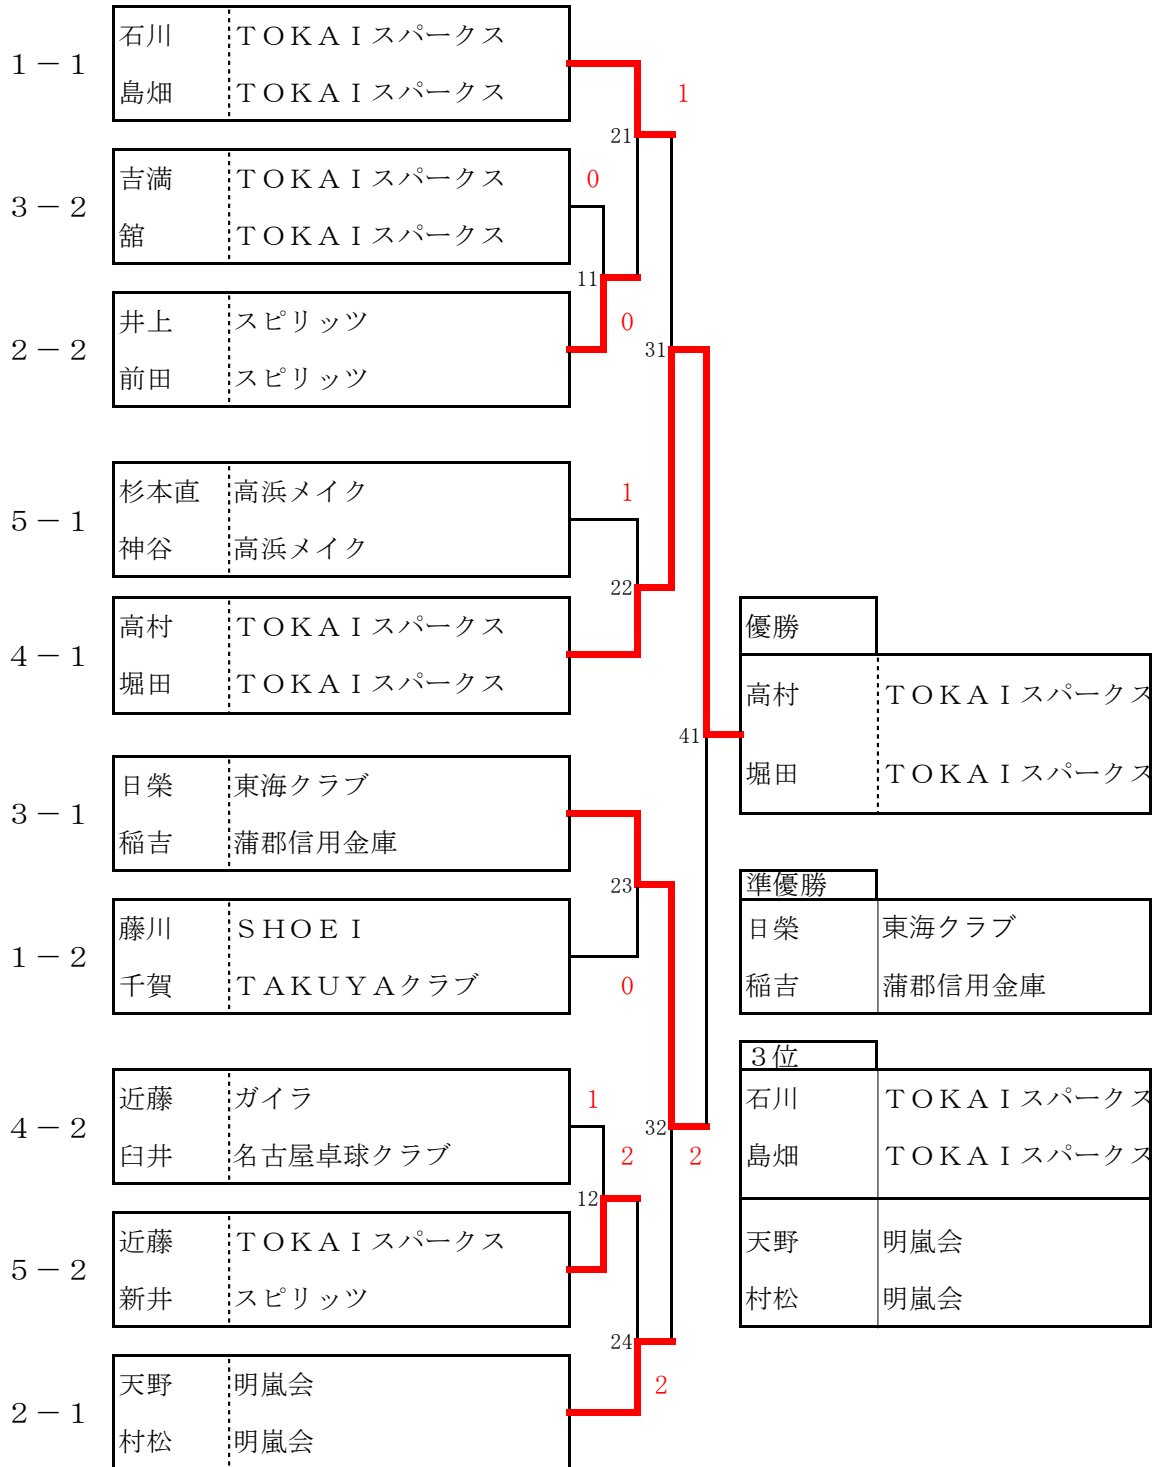 1－1
石川 ＴＯＫＡＩスパークス
島畑 ＴＯＫＡＩスパークス
1
21
3－2
吉満 ＴＯＫＡＩスパークス
舘 ＴＯＫＡＩスパークス
0
11
2－2
井上 スピリッツ
前田 スピリッツ
0
31
5－1
杉本直 高浜メイク
神谷 高浜メイク
1
22
4－1
高村 ＴＯＫＡＩスパークス
堀田 ＴＯＫＡＩスパークス
優勝
高村 ＴＯＫＡＩスパークス
堀田 ＴＯＫＡＩスパークス
41
3－1
日榮 東海クラブ
稲吉 蒲郡信用金庫
23
1－2
藤川 ＳＨＯＥＩ
千賀 ＴＡＫＵＹＡクラブ
0
準優勝
日榮 東海クラブ
稲吉 蒲郡信用金庫
4－2
近藤 ガイラ
臼井 名古屋卓球クラブ
1
32
2
2
12
5－2
近藤 ＴＯＫＡＩスパークス
新井 スピリッツ
24
2－1
天野 明嵐会
村松 明嵐会
2
３位
石川 ＴＯＫＡＩスパークス
島畑 ＴＯＫＡＩスパークス
天野 明嵐会
村松 明嵐会